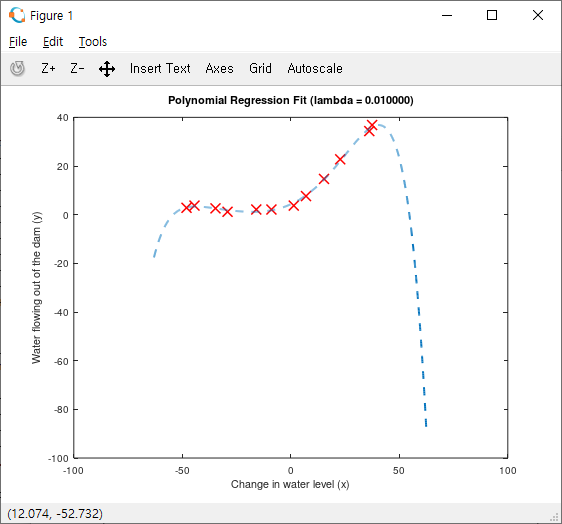 Figure 1
File Edit Tools
Z+ Z- Insert Text Axes Grid Autoscale
Polynomial Regression Fit (lambda = 0.010000)
40
20
0
-20
-40
-60
-80
-100
Water flowing out of the dam (y)
-100 -50 0 50 100
Change in water level (x)
(12.074, -52.732)